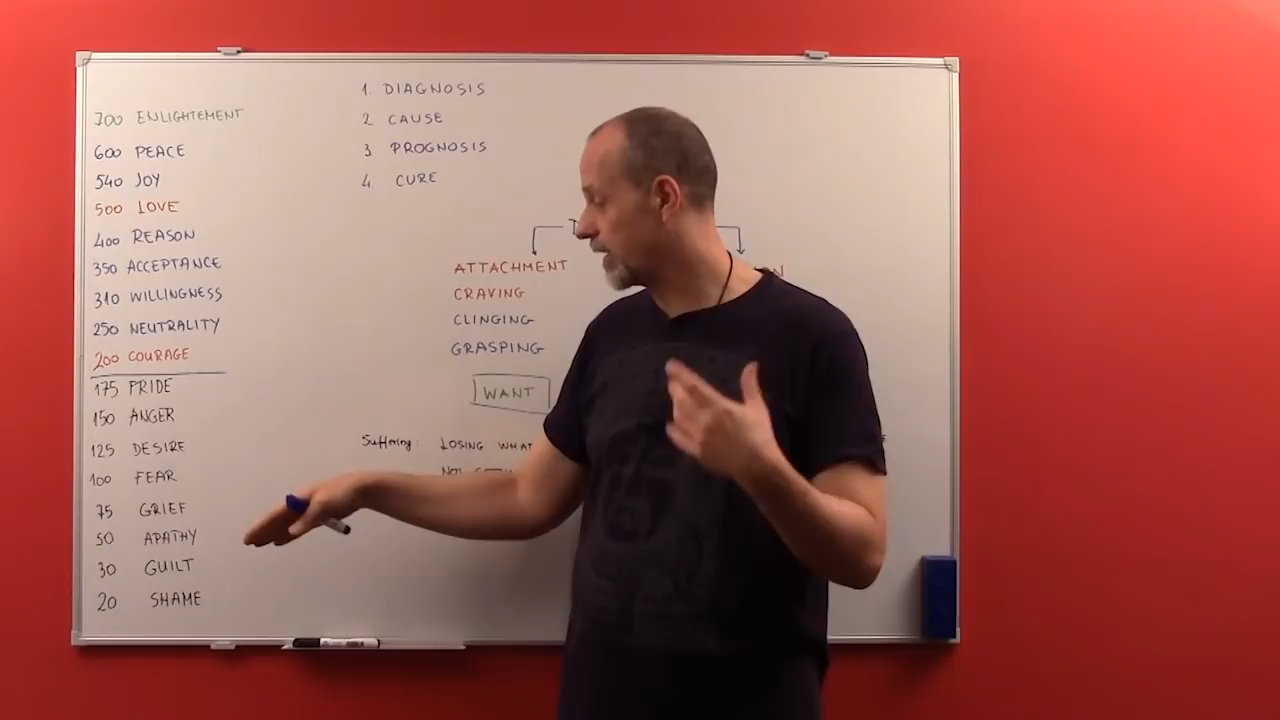 700 ENLIGHTEMENT
600 PEACE
540 JOY
500 LOVE
400 REASON
350 ACCEPTANCE
310 WILLINGNESS
250 NEUTRALITY
200 COURAGE
175 PRIDE
150 ANGER
125 DESIRE
100 FEAR
75 GRIEF
50 APATHY
30 GUILT
20 SHAME
1. DIAGNOSIS
2 CAUSE
3 PROGNOSIS
4. CURE
ATTACHMENT
CRAVING
CLINGING
GRASPING
WANT
Suffering: LOSING WHAT